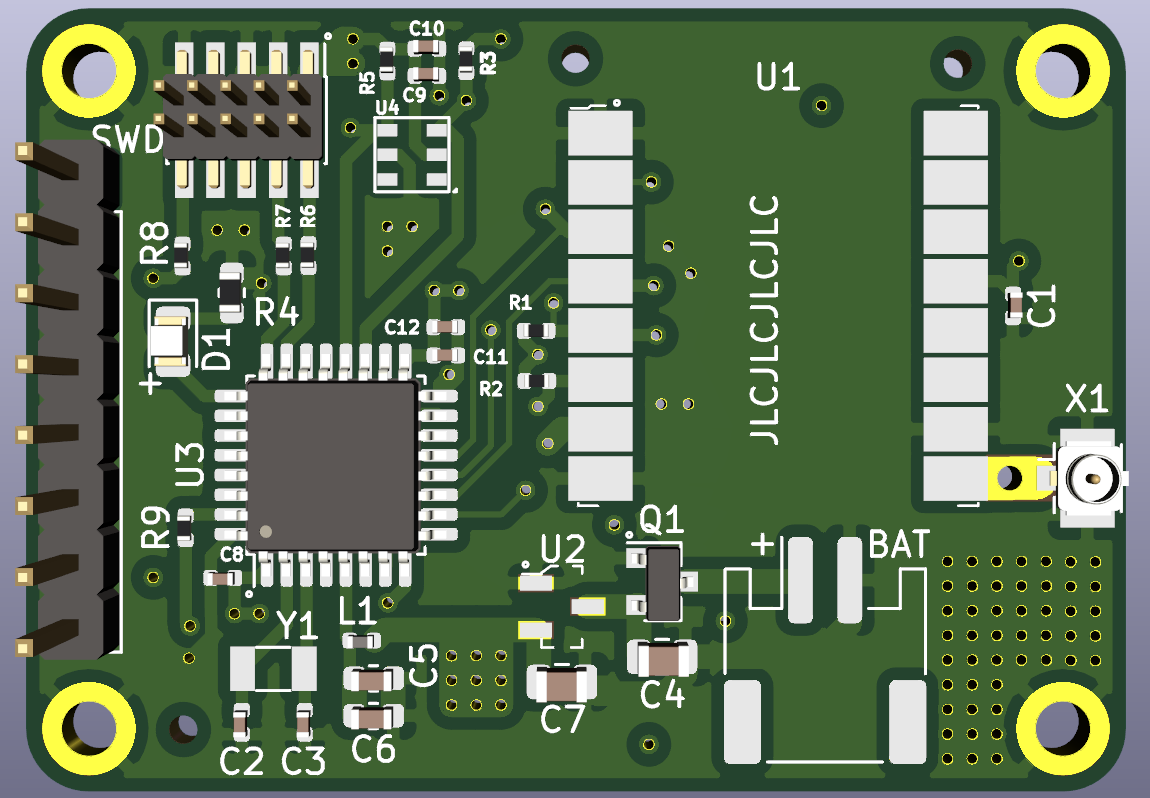 C10
R3
R5
C9
U1
U4
SWD
R7
R6
R8
JLCJLCJLCJLCJLC
R4
C1
R1
D1
C12
C11
R2
+
X1
U3
Q1
R9
U2
+
BAT
C8
L1
Y1
C5
C4
C7
C6
C2
C3